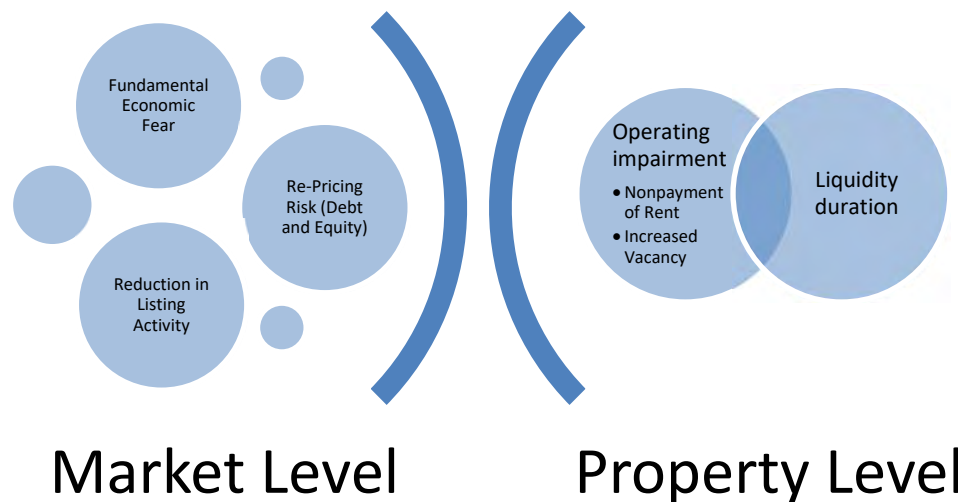 Fundamental
Economic
Fear
Re-Pricing
Risk (Debt
and Equity)
Reduction in
Listing
Activity
Operating
impairment
• Nonpayment
of Rent
• Increased
Vacancy
Liquidity
duration
Market Level
Property Level